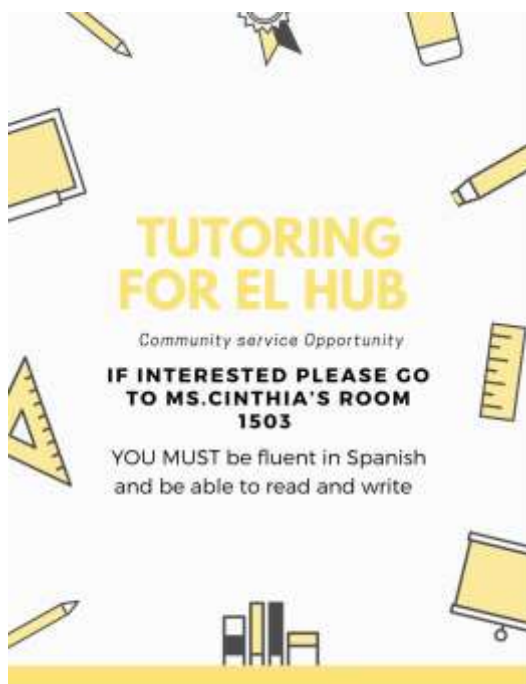 TUTORING
FOR EL HUB
Community service Opportunity
IF INTERESTED PLEASE GO
TO MS.CINTHIA'S ROOM
1503
YOU MUST be fluent in Spanish
and be able to read and write